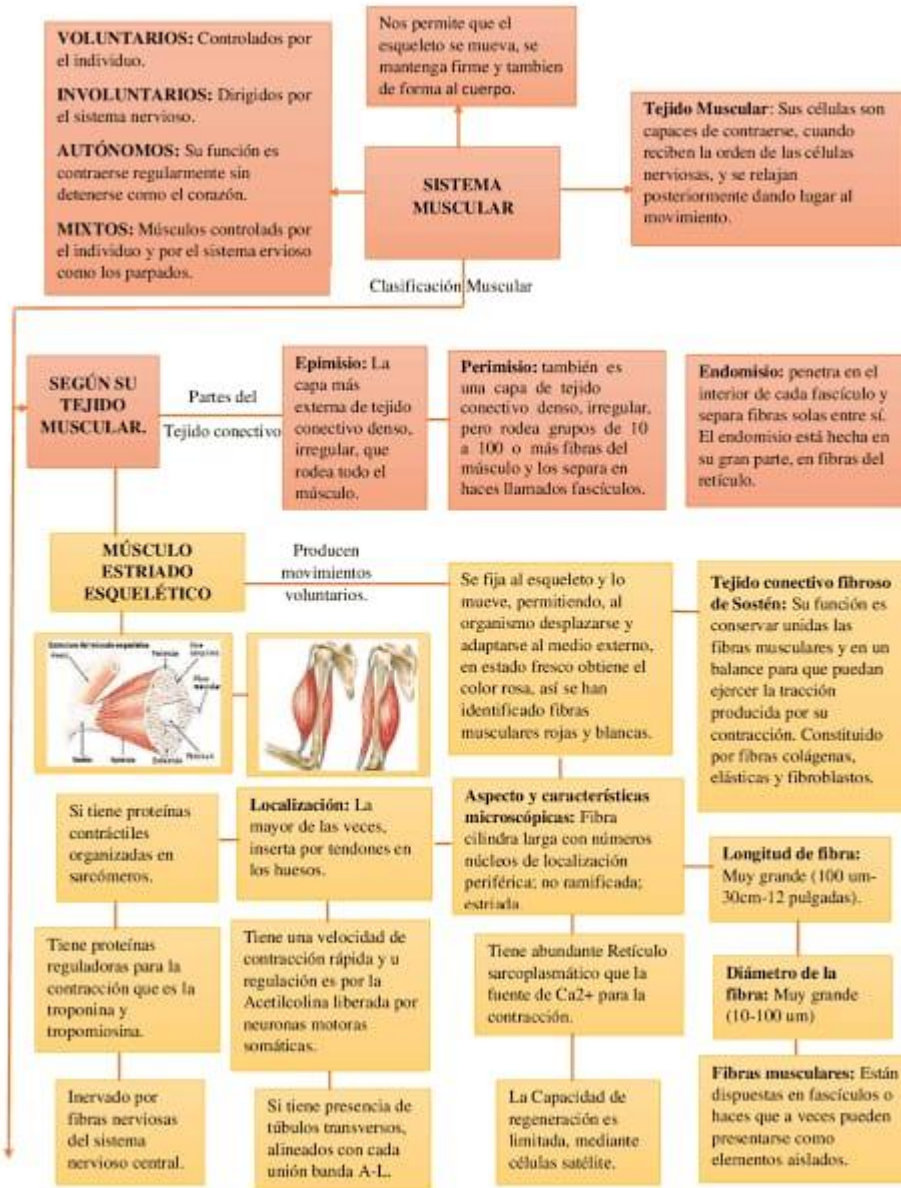 VOLUNTARIOS: Controlados por
el individuo.
INVOLUNTARIOS: Dirigidos por
el sistema nervioso.
AUTÓNOMOS: Su función es
contraerse regularmente sin
detenerse como el corazón.
MIXTOS: Músculos controlads por
el individuo y por el sistema ervioso
como los parpados.
Nos permite que el
esqueleto se mueva, se
mantenga firme y tambien
de forma al cuerpo.
SISTEMA
MUSCULAR
Tejido Muscular: Sus células son
capaces de contraerse, cuando
reciben la orden de las células
nerviosas, y se relajan
posteriormente dando lugar al
movimiento.
Clasificación Muscular
SEGÚN SU
TEJIDO
MUSCULAR.
Partes del
Tejido conectivo
Epimisio: La
capa más
externa de tejido
conectivo denso,
irregular, que
rodea todo el
músculo.
Perimisio: también es
una capa de tejido
conectivo denso, irregular,
pero rodea grupos de 10
a 100 o más fibras del
músculo y los separa en
haces llamados fascículos.
Endomisio: penetra en el
interior de cada fascículo y
separa fibras solas entre sí.
El endomisio está hecha en
su gran parte, en fibras del
retículo.
MÚSCULO
ESTRIADO
ESQUELÉTICO
Producen
movimientos
voluntarios.
Se fija al esqueleto y lo
mueve, permitiendo, al
organismo desplazarse y
adaptarse al medio externo,
en estado fresco obtiene el
color rosa, así se han
identificado fibras
musculares rojas y blancas.
Tejido conectivo fibroso
de Sostén: Su función es
conservar unidas las
fibras musculares y en un
balance para que puedan
ejercer la tracción
producida por su
contracción. Constituido
por fibras colágenas,
elásticas y fibroblastos.
Si tiene proteínas
contráctiles
organizadas en
sarcómeros.
Localización: La
mayor de las veces,
inserta por tendones en
los huesos.
Aspecto y características
microscópicas: Fibra
cilindra larga con números
núcleos de localización
periférica; no ramificada;
estriada.
Longitud de fibra:
Muy grande (100 um-
30cm-12 pulgadas).
Tiene proteínas
reguladoras para la
contracción que es la
troponina y
tropomiosina.
Tiene una velocidad de
contracción rápida y u
regulación es por la
Acetilcolina liberada por
neuronas motoras
somáticas.
Tiene abundante Retículo
sarcoplasmático que la
fuente de Ca2+ para la
contracción.
Diámetro de la
fibra: Muy grande
(10-100 um)
Inervado por
fibras nerviosas
del sistema
nervioso central.
Si tiene presencia de
túbulos transversos,
alineados con cada
unión banda A-L.
La Capacidad de
regeneración es
limitada, mediante
células satélite.
Fibras musculares: Están
dispuestas en fascículos o
haces que a veces pueden
presentarse como
elementos aislados.